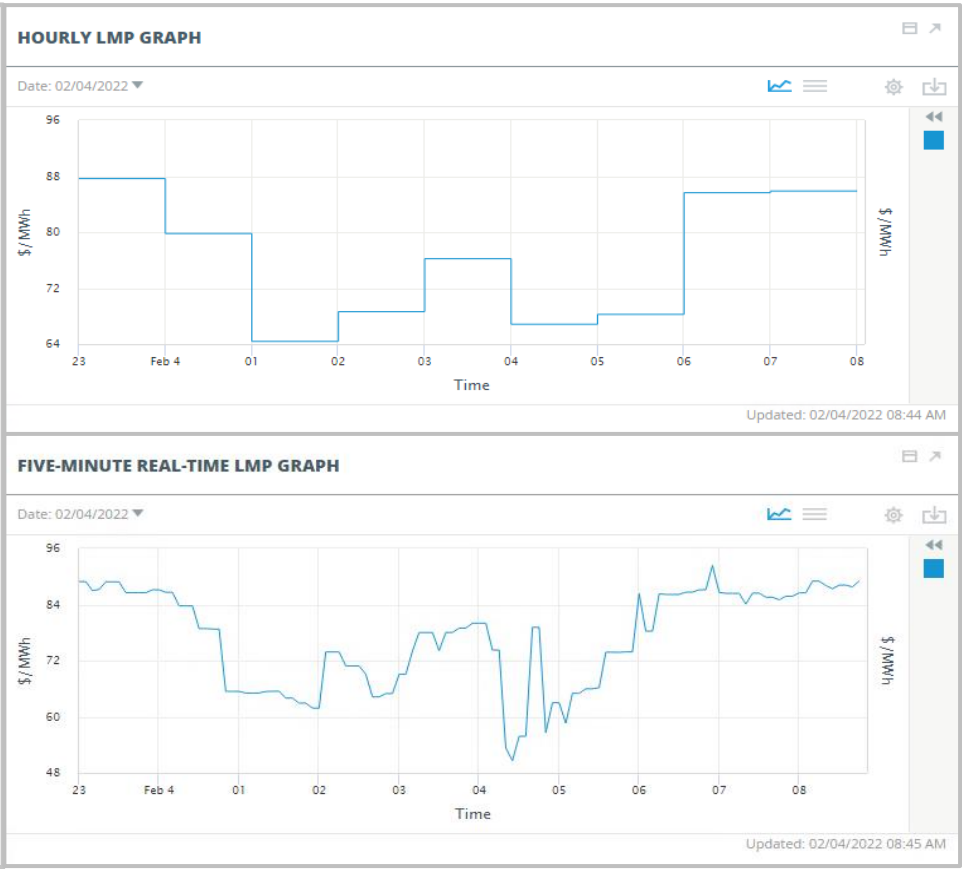 HOURLY LMP GRAPH
Date: 02/04/2022
96
88
80
72
64
$/MWh
$/MWh
23 Feb 4 01 02 03 04 05 06 07 08
Time
Updated: 02/04/2022 08:44 AM
FIVE-MINUTE REAL-TIME LMP GRAPH
Date: 02/04/2022
96
84
72
60
48
$/MWh
$/MWh
23 Feb 4 01 02 03 04 05 06 07 08
Time
Updated: 02/04/2022 08:45 AM